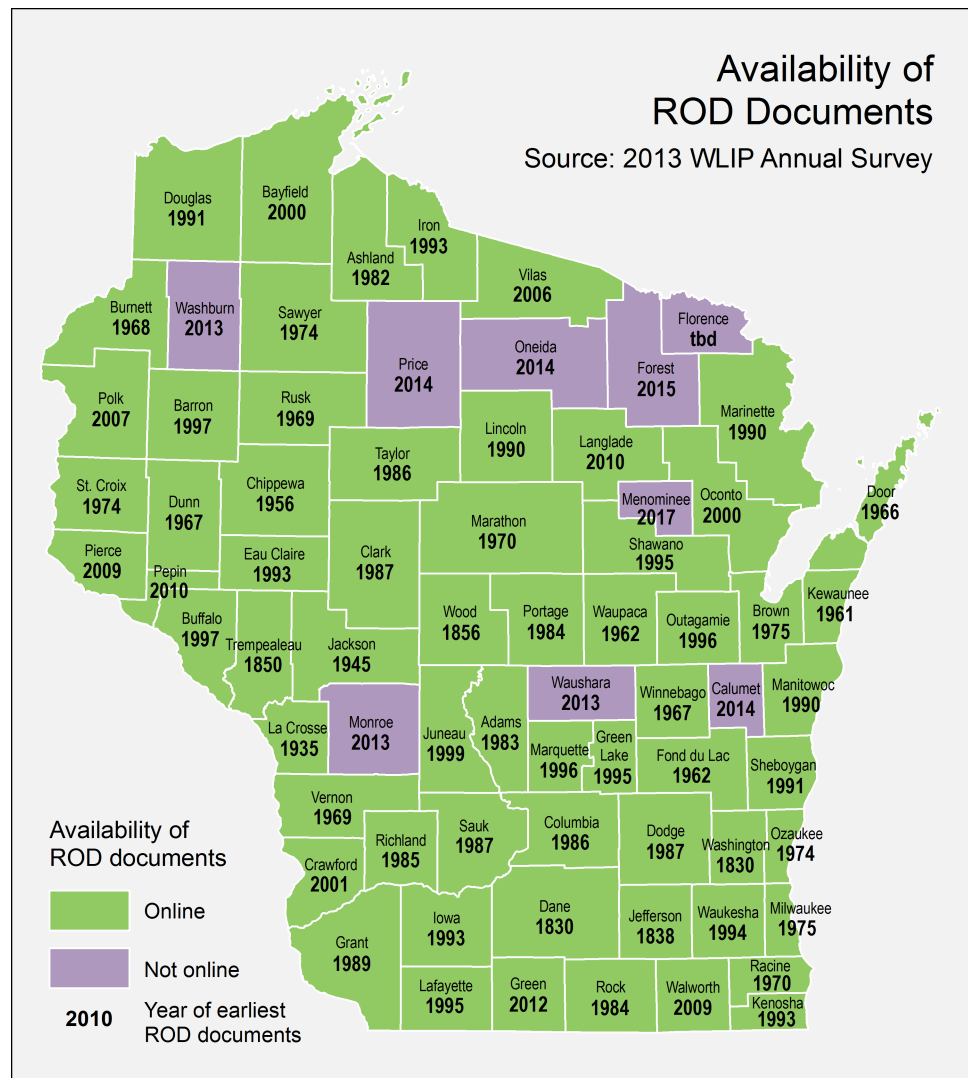 Availability of
ROD Documents
Source: 2013 WLIP Annual Survey
Douglas
1991
Bayfield
2000
Ashland
1982
Iron
1993
Vilas
2006
Burnett
1968
Washburn
2013
Sawyer
1974
Price
2014
Oneida
2014
Forest
2015
Florence
tbd
Marinette
1990
Polk
2007
Barron
1997
Rusk
1969
Lincoln
1990
Langlade
2010
Taylor
1986
St. Croix
1974
Dunn
1967
Chippewa
1956
Marathon
1970
Menominee
2017
Oconto
2000
Door
1966
Pierce
2009
Pepin
2010
Eau Claire
1993
Clark
1987
Shawano
1995
Buffalo
1997
Trempealeau
1850
Jackson
1945
Wood
1856
Portage
1984
Waupaca
1962
Outagamie
1996
Brown
1975
Kewaunee
1961
La Crosse
1935
Monroe
2013
Juneau
1999
Adams
1983
Waushara
2013
Winnebago
1967
Calumet
2014
Manitowoc
1990
Marquette
1996
Green
Lake
1995
Fond du Lac
1962
Sheboygan
1991
Vernon
1969
Richland
1985
Sauk
1987
Columbia
1986
Dodge
1987
Washington
1830
Ozaukee
1974
Crawford
2001
Grant
1989
Iowa
1993
Dane
1830
Jefferson
1838
Waukesha
1994
Milwaukee
1975
Lafayette
1995
Green
2012
Rock
1984
Walworth
2009
Racine
1970
Kenosha
1993
Availability of
ROD documents
Online
Not online
2010 Year of earliest
ROD documents